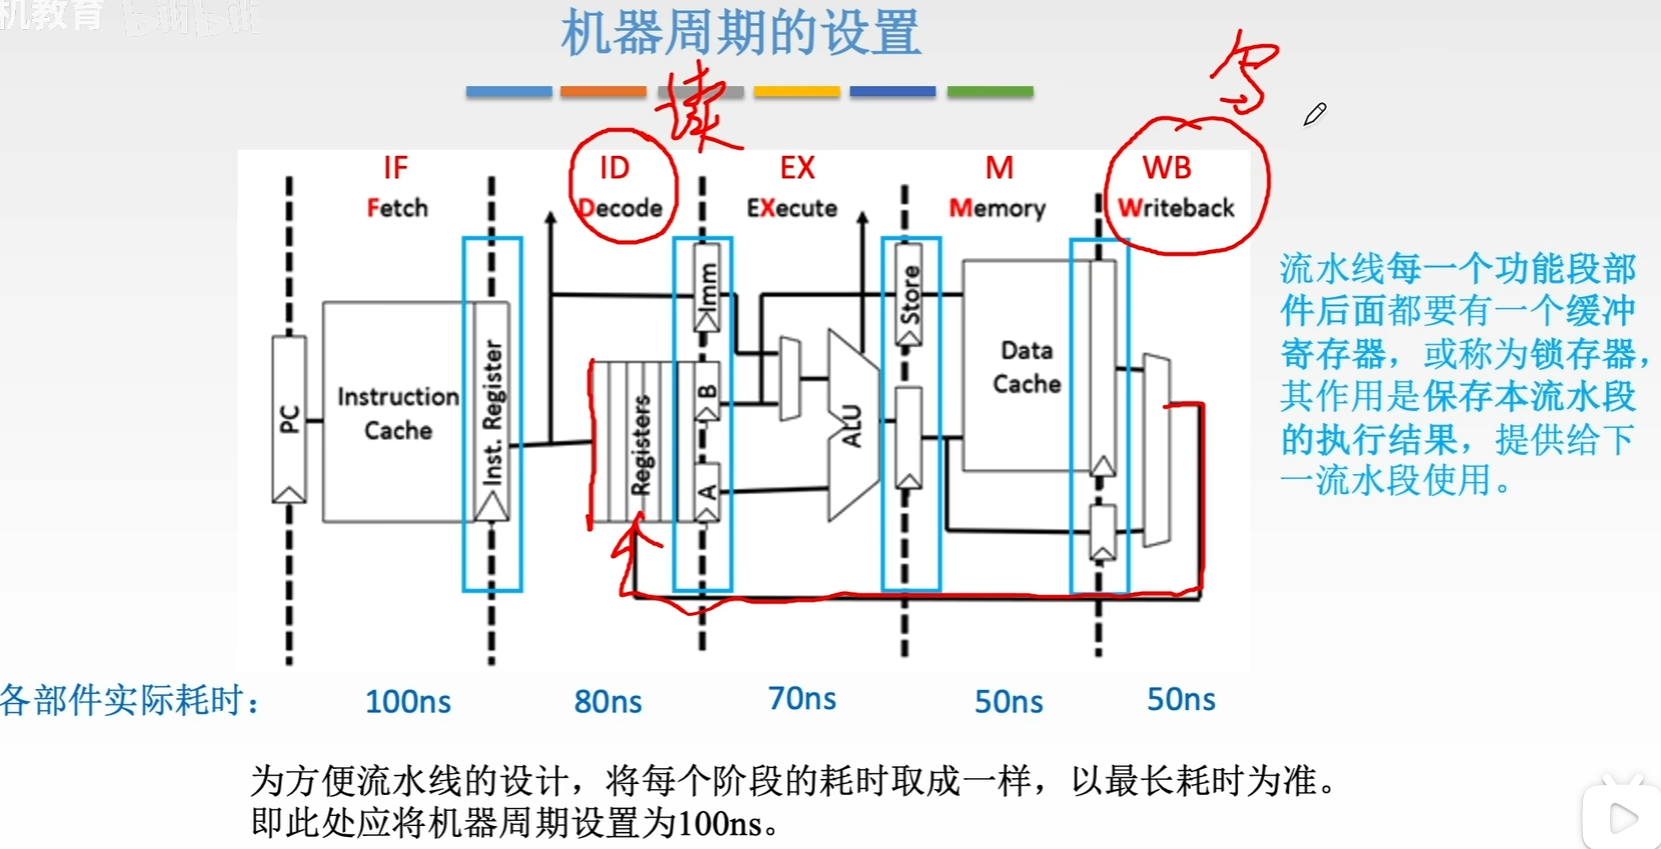 机教育 bilibili
机器周期的设置
读
写
IF
ID
EX
M
WB
Fetch
Decode
EXecute
Memory
Writeback
PC
Instruction
Cache
Inst. Register
Registers
Imm
B
A
ALU
Store
Data
Cache
流水线每一个功能段部
件后面都要有一个缓冲
寄存器，或称为锁存器，
其作用是保存本流水段
的执行结果，提供给下
一流水段使用。
各部件实际耗时：
100ns
80ns
70ns
50ns
50ns
为方便流水线的设计，将每个阶段的耗时取成一样，以最长耗时为准。
即此处应将机器周期设置为100ns。